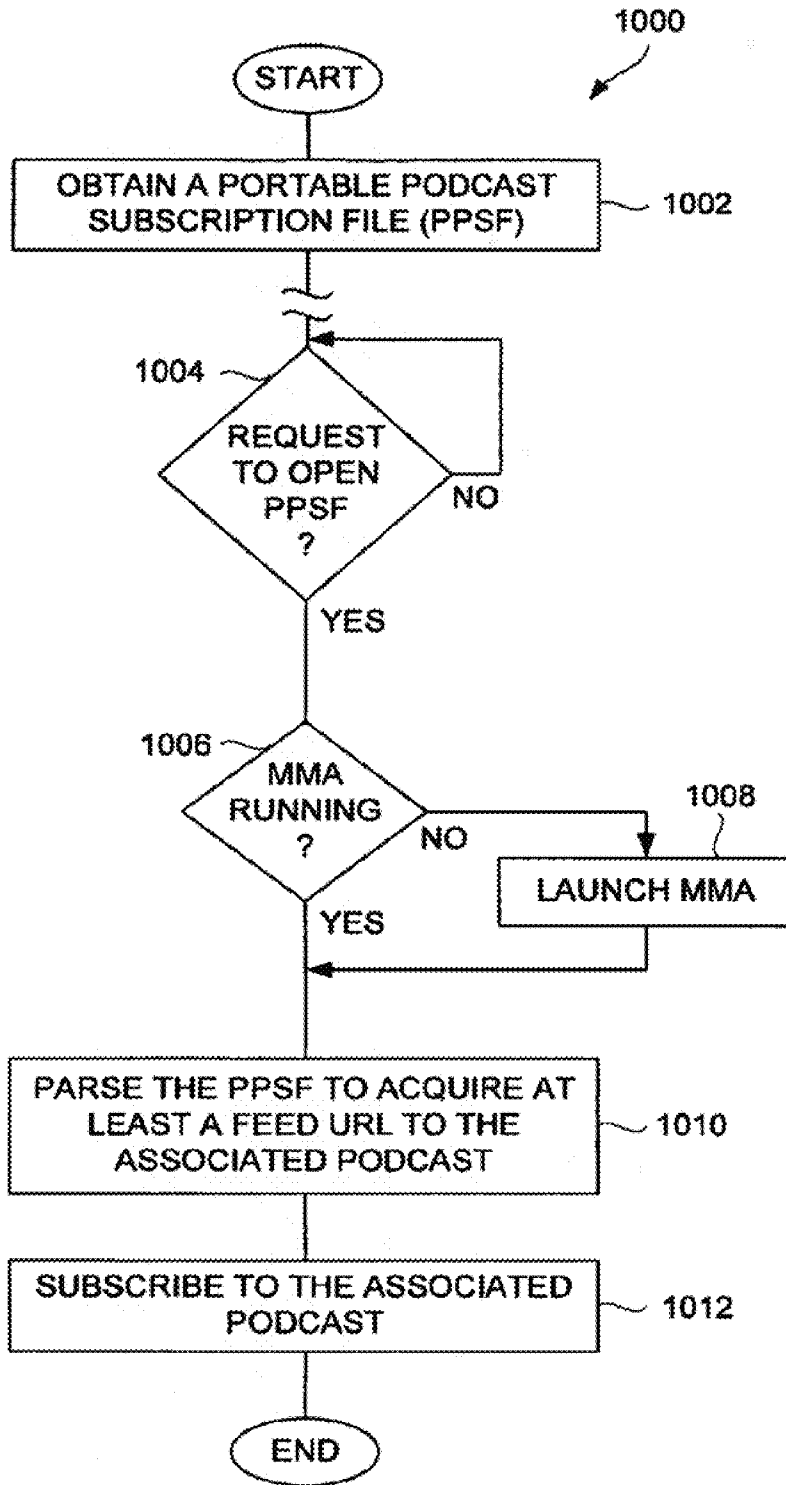 1000
START
OBTAIN A PORTABLE PODCAST
SUBSCRIPTION FILE (PPSF)
1002
1004
REQUEST
TO OPEN
PPSF
?
NO
YES
1006
MMA
RUNNING
?
NO
1008
LAUNCH MMA
YES
PARSE THE PPSF TO ACQUIRE AT
LEAST A FEED URL TO THE
ASSOCIATED PODCAST
1010
SUBSCRIBE TO THE ASSOCIATED
PODCAST
1012
END